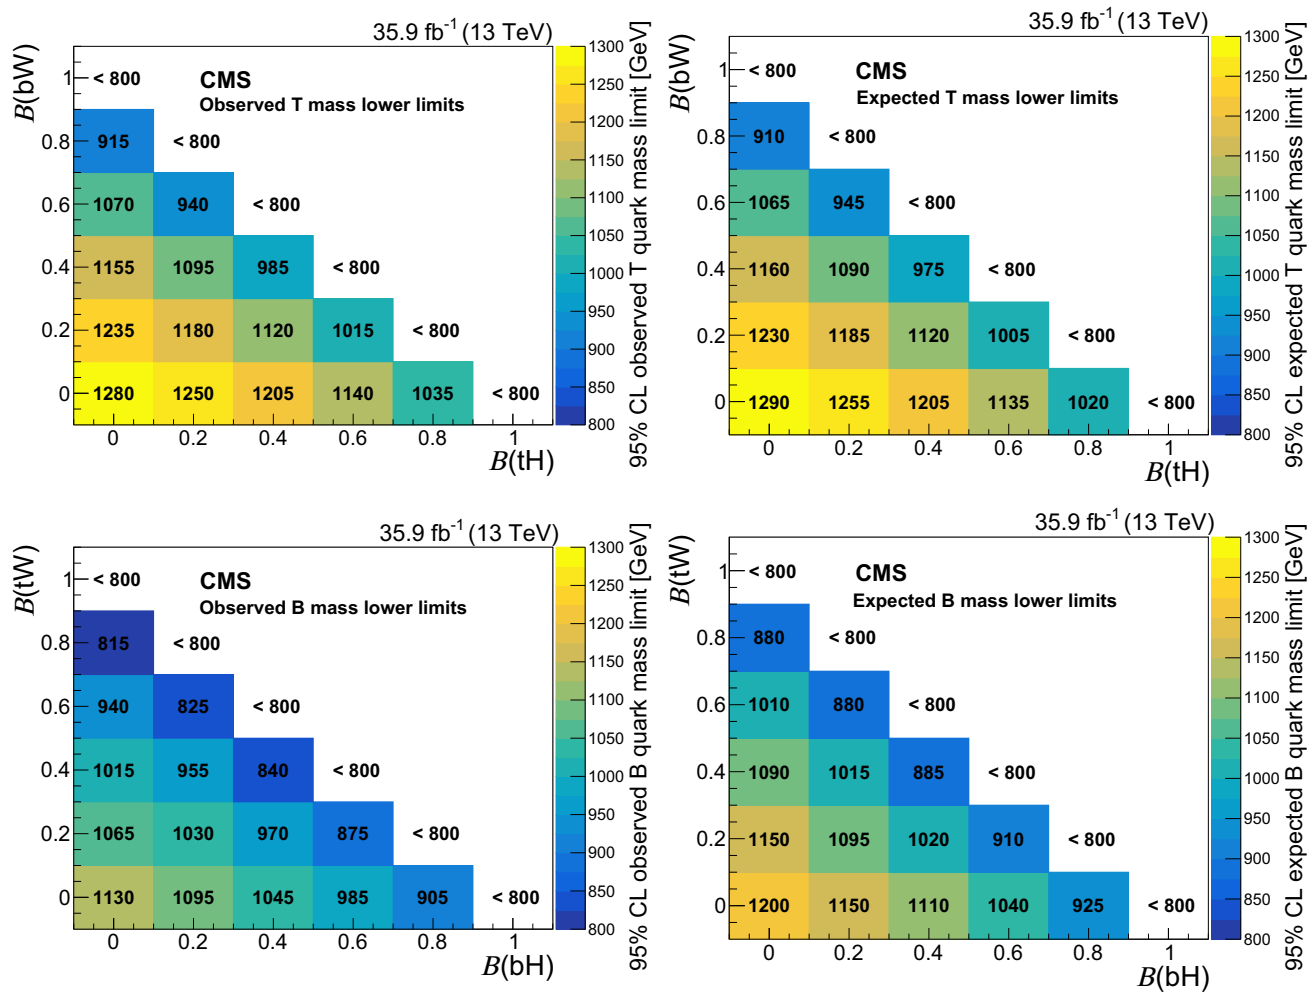 35.9 fb⁻¹ (13 TeV)
B(bW)
1
0.8
0.6
0.4
0.2
0
CMS
Observed T mass lower limits
< 800
915 < 800
1070 940 < 800
1155 1095 985 < 800
1235 1180 1120 1015 < 800
1280 1250 1205 1140 1035 < 800
0 0.2 0.4 0.6 0.8 1
B(tH)
1300
1250
1200
1150
1100
1050
1000
950
900
850
800
95% CL observed T quark mass limit [GeV]
35.9 fb⁻¹ (13 TeV)
B(bW)
1
0.8
0.6
0.4
0.2
0
CMS
Expected T mass lower limits
< 800
910 < 800
1065 945 < 800
1160 1090 975 < 800
1230 1185 1120 1005 < 800
1290 1255 1205 1135 1020 < 800
0 0.2 0.4 0.6 0.8 1
B(tH)
1300
1250
1200
1150
1100
1050
1000
950
900
850
800
95% CL expected T quark mass limit [GeV]
35.9 fb⁻¹ (13 TeV)
B(tW)
1
0.8
0.6
0.4
0.2
0
CMS
Observed B mass lower limits
< 800
815 < 800
940 825 < 800
1015 955 840 < 800
1065 1030 970 875 < 800
1130 1095 1045 985 905 < 800
0 0.2 0.4 0.6 0.8 1
B(bH)
1300
1250
1200
1150
1100
1050
1000
950
900
850
800
95% CL observed B quark mass limit [GeV]
35.9 fb⁻¹ (13 TeV)
B(tW)
1
0.8
0.6
0.4
0.2
0
CMS
Expected B mass lower limits
< 800
880 < 800
1010 880 < 800
1090 1015 885 < 800
1150 1095 1020 910 < 800
1200 1150 1110 1040 925 < 800
0 0.2 0.4 0.6 0.8 1
B(bH)
1300
1250
1200
1150
1100
1050
1000
950
900
850
800
95% CL expected B quark mass limit [GeV]